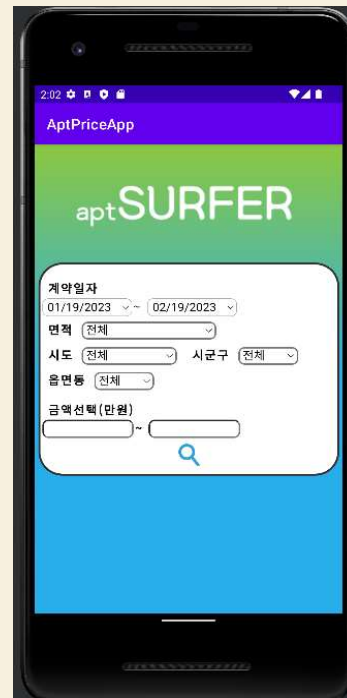 2:02
AptPriceApp
aptSURFER
계약일자
01/19/2023 ~ 02/19/2023
면적 전체
시도 전체 시군구 전체
읍면동 전체
금액선택(만원)
~